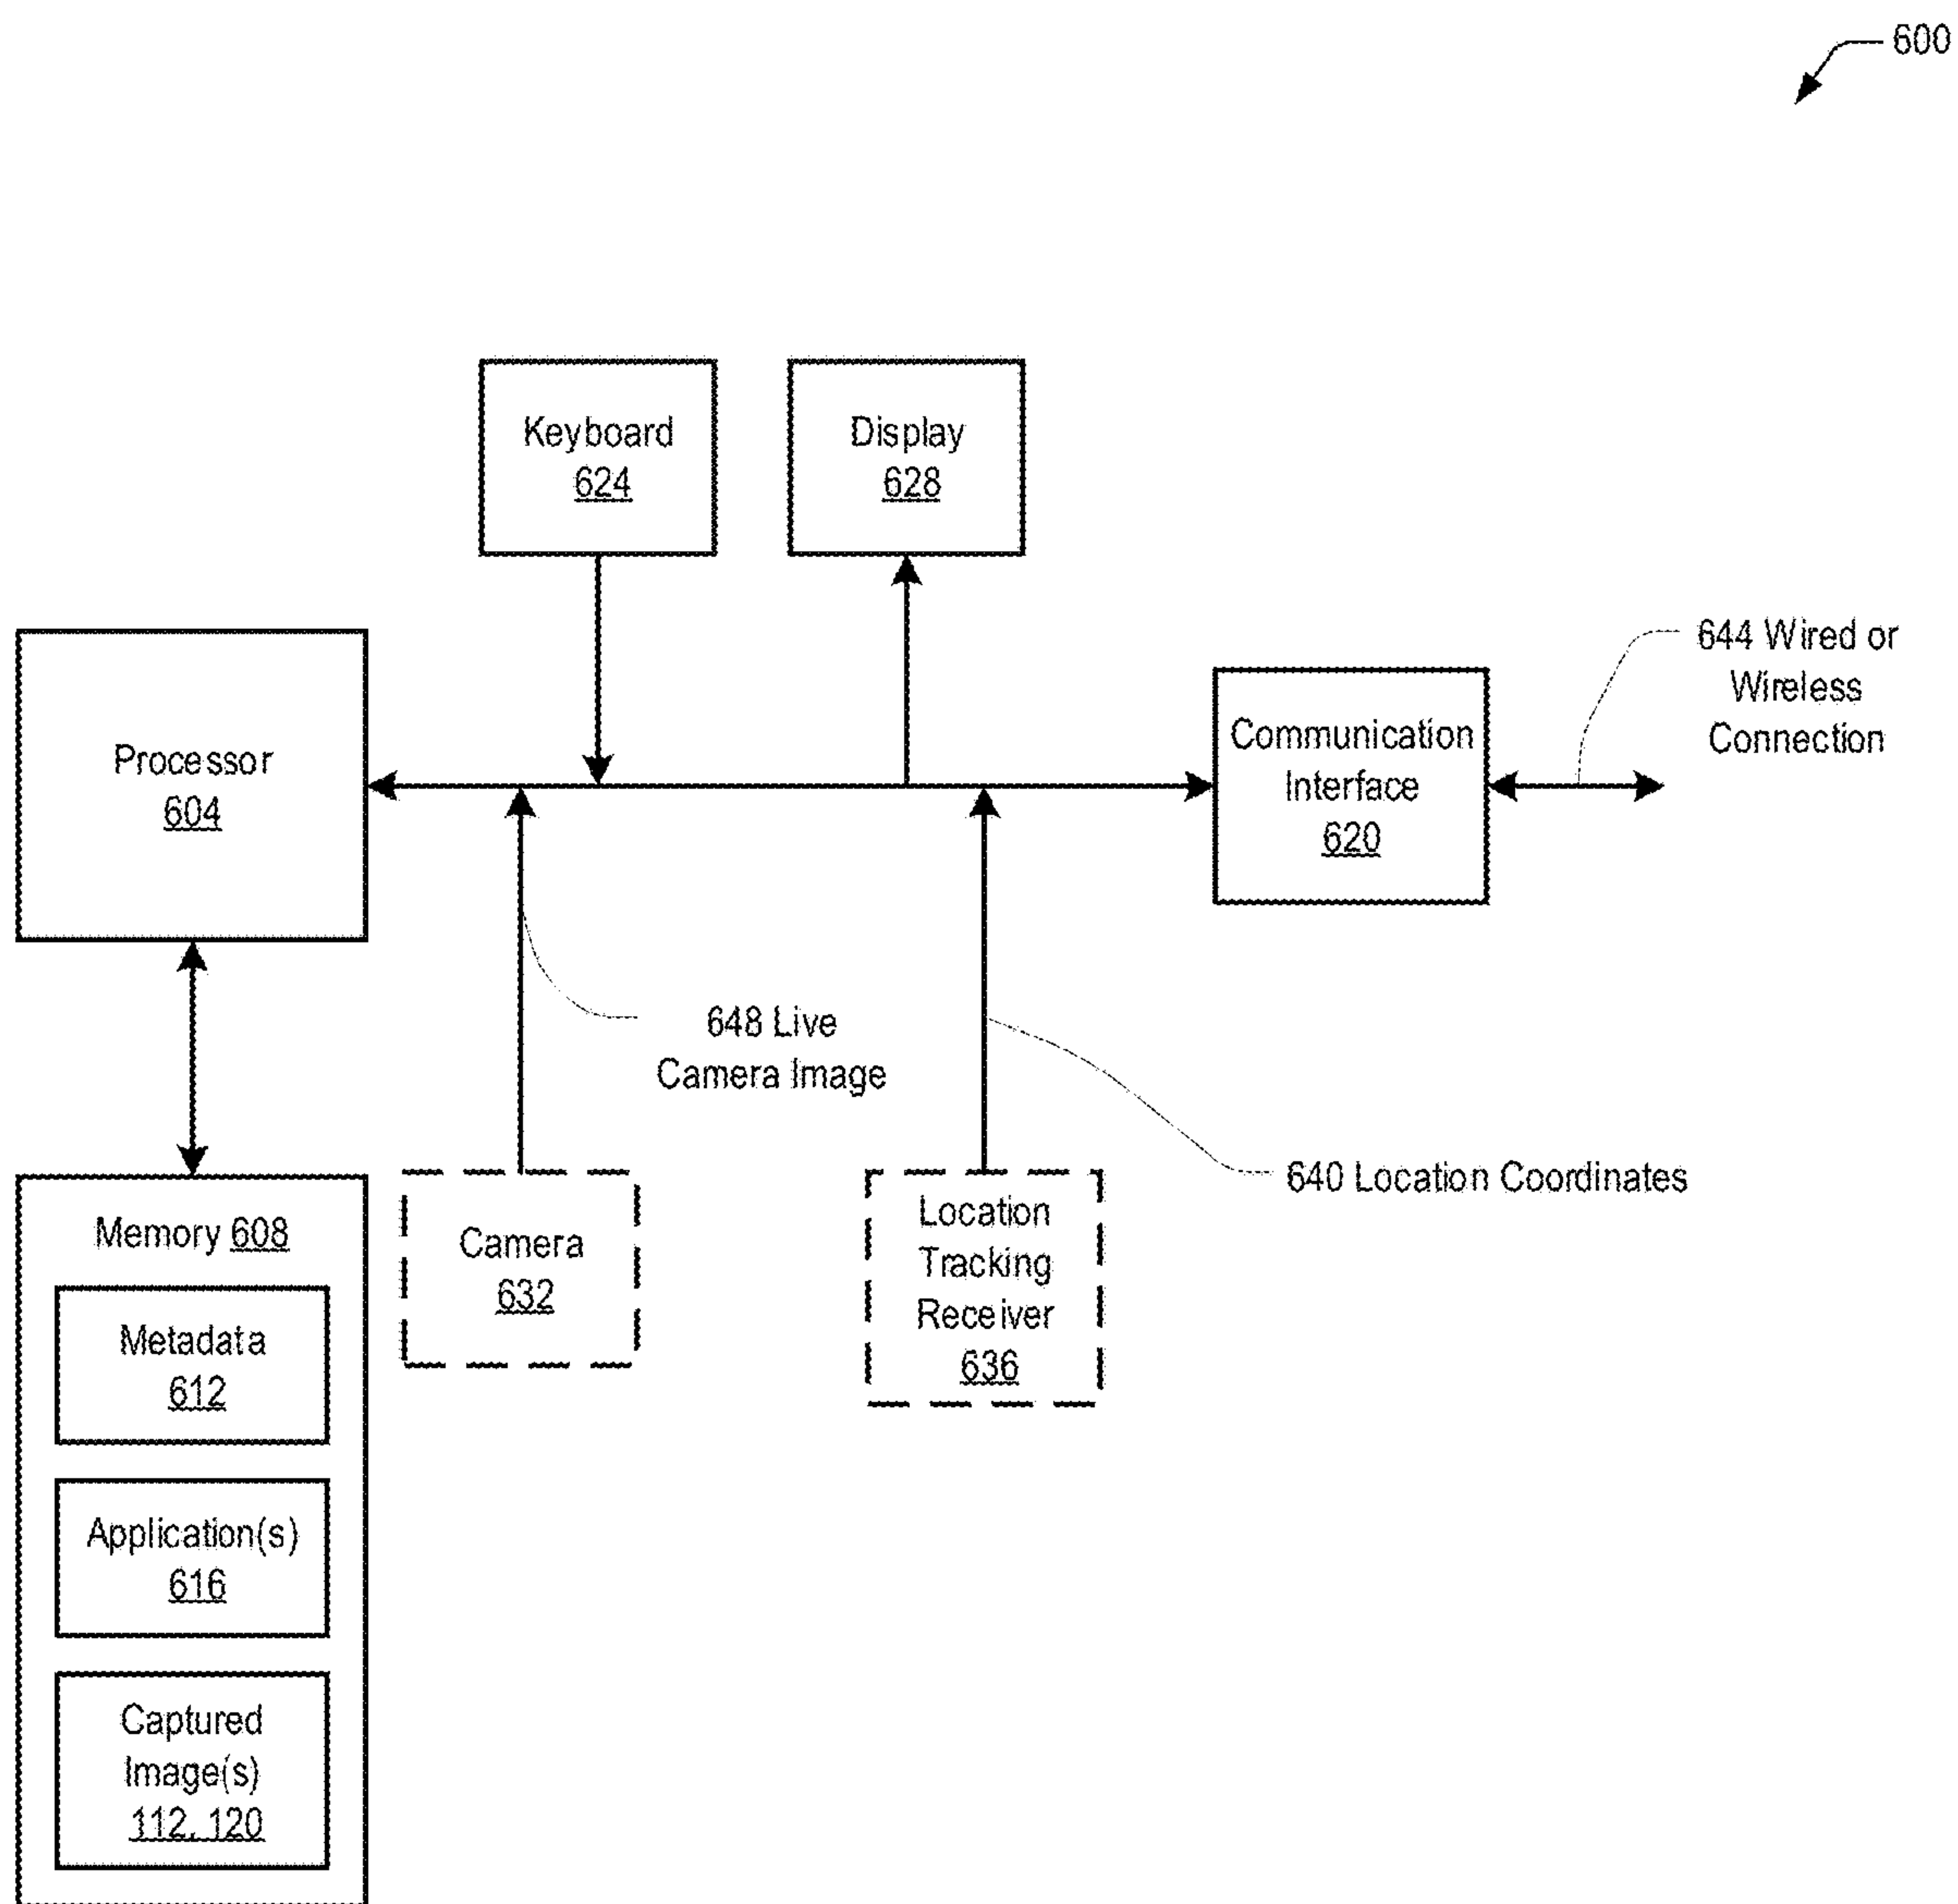 600
Keyboard
624
Display
628
Processor
604
Communication
Interface
620
644 Wired or
Wireless
Connection
648 Live
Camera Image
640 Location Coordinates
Memory 608
Metadata
612
Application(s)
616
Captured
Image(s)
112, 120
Camera
632
Location
Tracking
Receiver
636